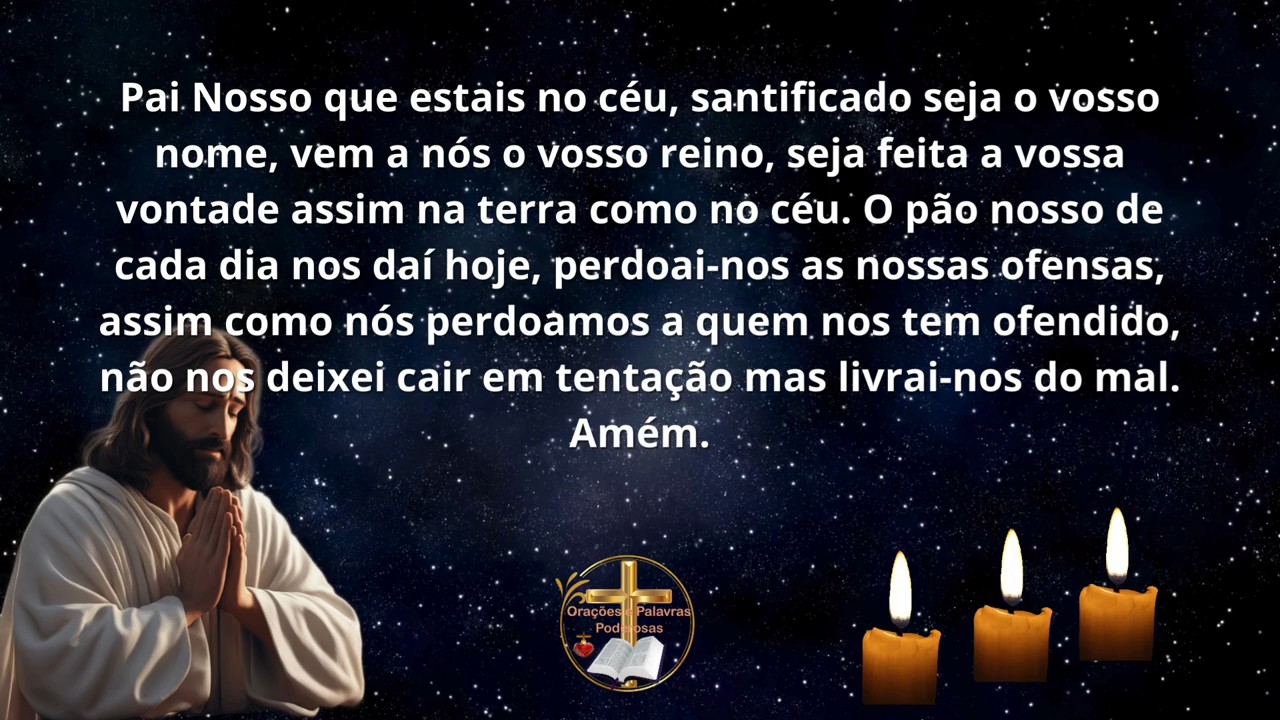 Pai Nosso que estais no céu, santificado seja o vosso
nome, vem a nós o vosso reino, seja feita a vossa
vontade assim na terra como no céu. O pão nosso de
cada dia nos daí hoje, perdoai-nos as nossas ofensas,
assim como nós perdoamos a quem nos tem ofendido,
não nos deixei cair em tentação mas livrai-nos do mal.
Amém.
Orações e Palavras
Poderosas